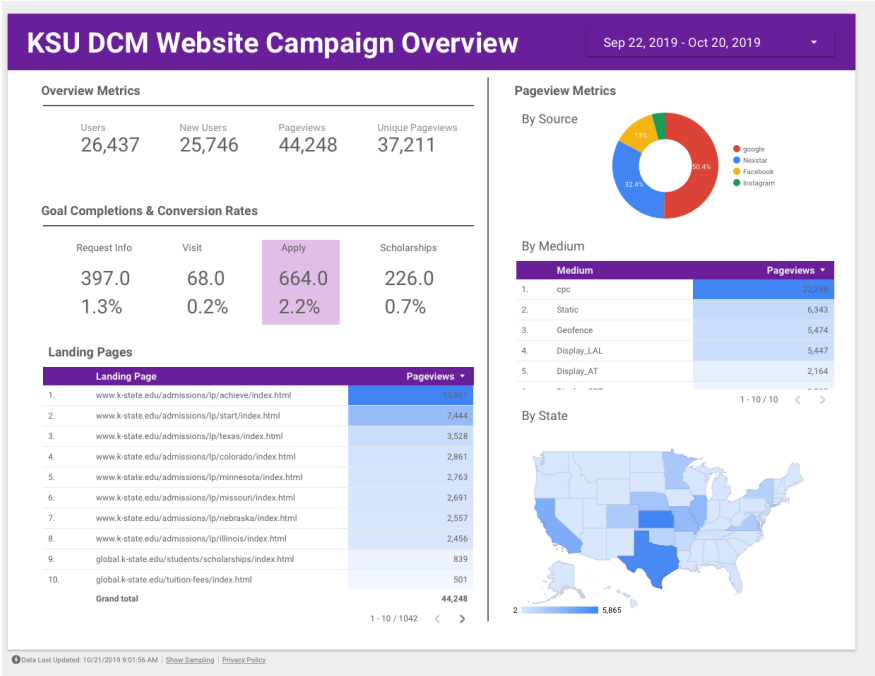 KSU DCM Website Campaign Overview
Sep 22, 2019 - Oct 20, 2019
Overview Metrics
Users
26,437
New Users
25,746
Pageviews
44,248
Unique Pageviews
37,211
Goal Completions & Conversion Rates
Request Info
397.0
1.3%
Visit
68.0
0.2%
Apply
664.0
2.2%
Scholarships
226.0
0.7%
Landing Pages
Landing Page Pageviews
1. www.k-state.edu/admissions/lp/achieve/index.html 13,961
2. www.k-state.edu/admissions/lp/start/index.html 7,444
3. www.k-state.edu/admissions/lp/texas/index.html 3,528
4. www.k-state.edu/admissions/lp/colorado/index.html 2,861
5. www.k-state.edu/admissions/lp/minnesota/index.html 2,763
6. www.k-state.edu/admissions/lp/missouri/index.html 2,691
7. www.k-state.edu/admissions/lp/nebraska/index.html 2,557
8. www.k-state.edu/admissions/lp/illinois/index.html 2,456
9. global.k-state.edu/students/scholarships/index.html 839
10. global.k-state.edu/tuition-fees/index.html 501
Grand total 44,248
1 - 10 / 1042
Pageview Metrics
By Source
13%
50.4%
32.4%
google
Nexstar
Facebook
Instagram
By Medium
Medium Pageviews
1. cpc 22,298
2. Static 6,343
3. Geofence 5,474
4. Display_LAL 5,447
5. Display_AT 2,164
1 - 10 / 10
By State
2 5,865
Data Last Updated: 10/21/2019 9:01:56 AM | Show Sampling | Privacy Policy